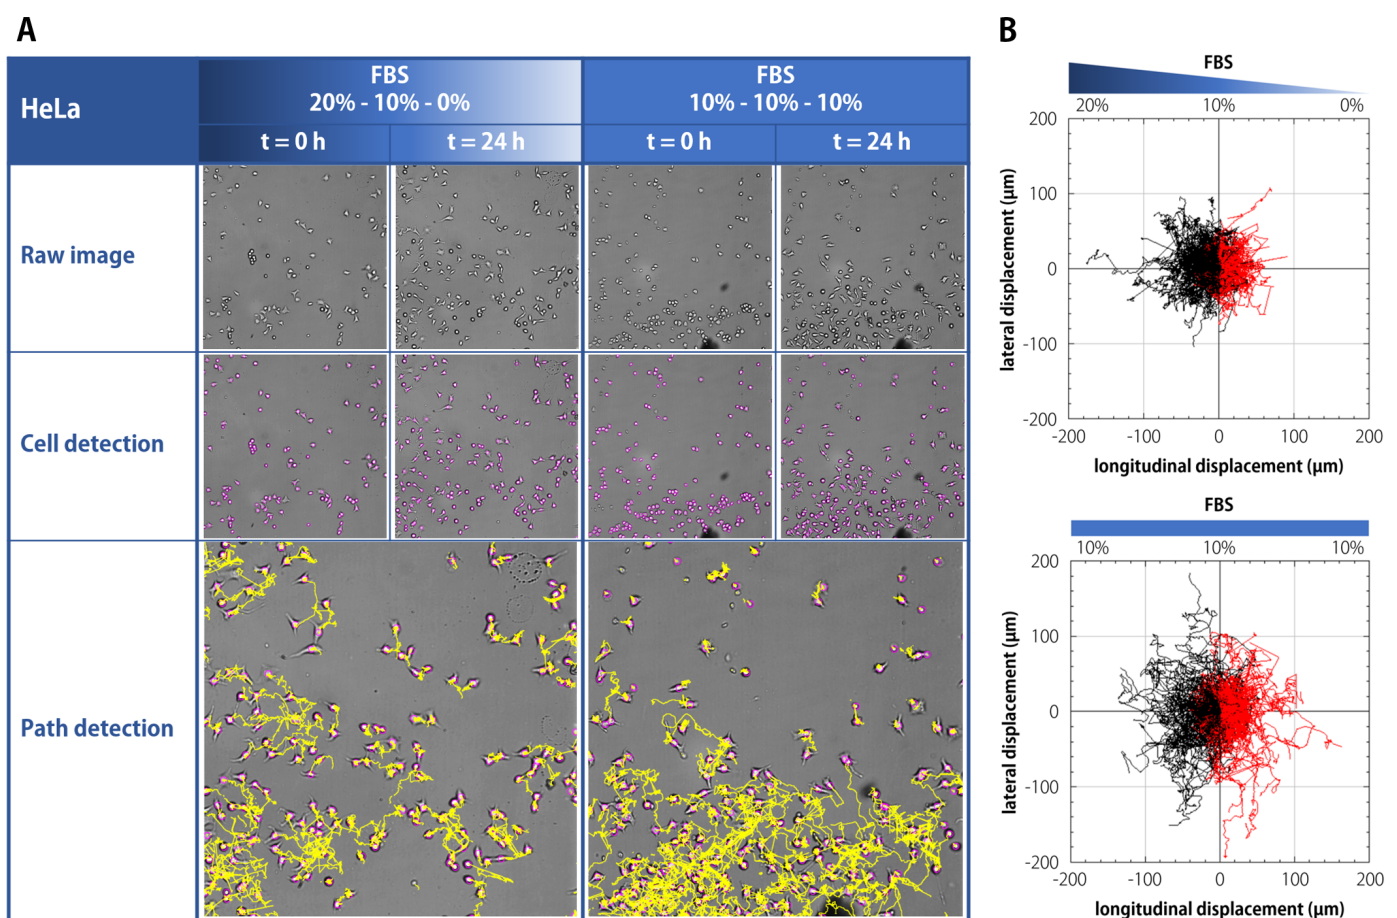 A
HeLa
FBS
20% - 10% - 0%
FBS
10% - 10% - 10%
t = 0 h
t = 24 h
t = 0 h
t = 24 h
Raw image
Cell detection
Path detection
B
FBS
20%
10%
0%
200
100
0
-100
-200
-200
-100
0
100
200
lateral displacement (µm)
longitudinal displacement (µm)
FBS
10%
10%
10%
200
100
0
-100
-200
-200
-100
0
100
200
lateral displacement (µm)
longitudinal displacement (µm)